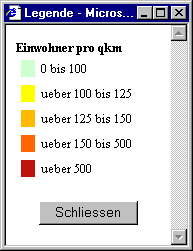 Legende - Micros...
Einwohner pro qkm
0 bis 100
ueber 100 bis 125
ueber 125 bis 150
ueber 150 bis 500
ueber 500
Schliessen